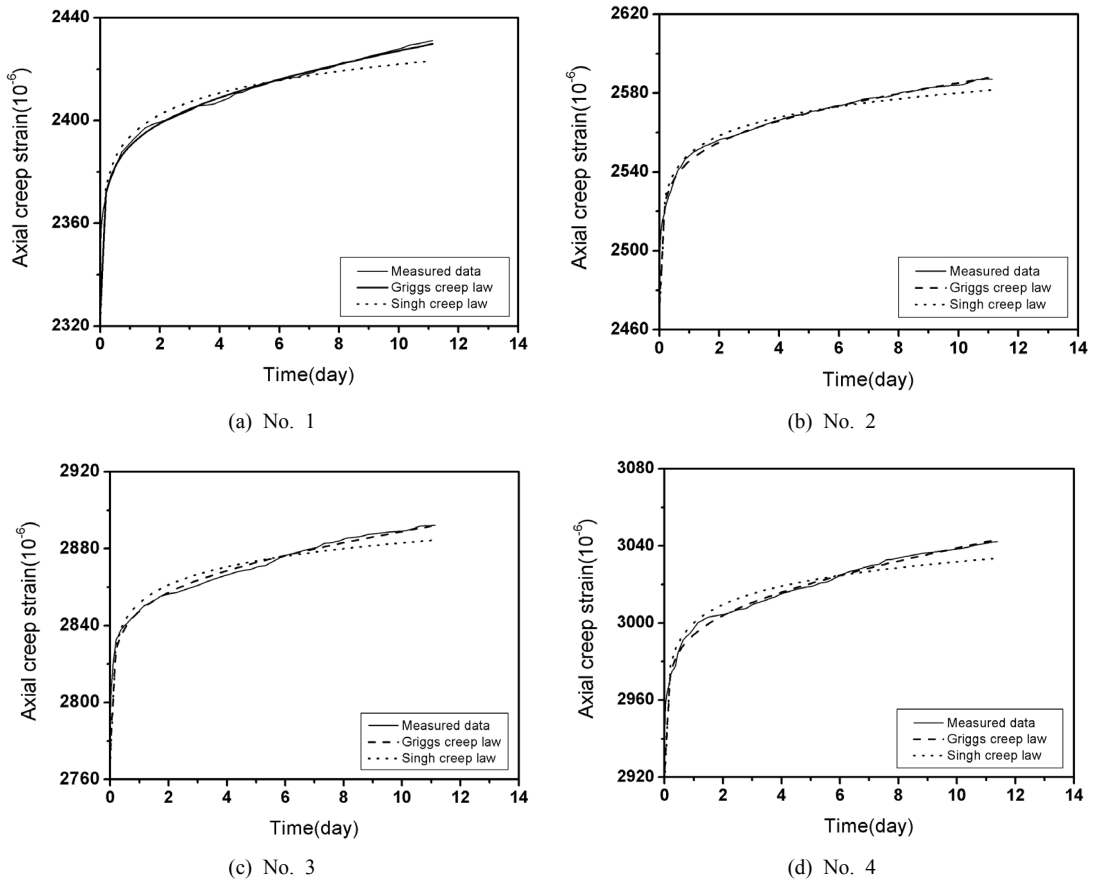 2440
2400
2360
2320
Axial creep strain(10⁻⁶)
Measured data
Griggs creep law
Singh creep law
0 2 4 6 8 10 12 14
Time(day)
(a) No. 1
2620
2580
2540
2500
2460
Axial creep strain(10⁻⁶)
Measured data
Griggs creep law
Singh creep law
0 2 4 6 8 10 12 14
Time(day)
(b) No. 2
2920
2880
2840
2800
2760
Axial creep strain(10⁻⁶)
Measured data
Griggs creep law
Singh creep law
0 2 4 6 8 10 12 14
Time(day)
(c) No. 3
3080
3040
3000
2960
2920
Axial creep strain(10⁻⁶)
Measured data
Griggs creep law
Singh creep law
0 2 4 6 8 10 12 14
Time(day)
(d) No. 4